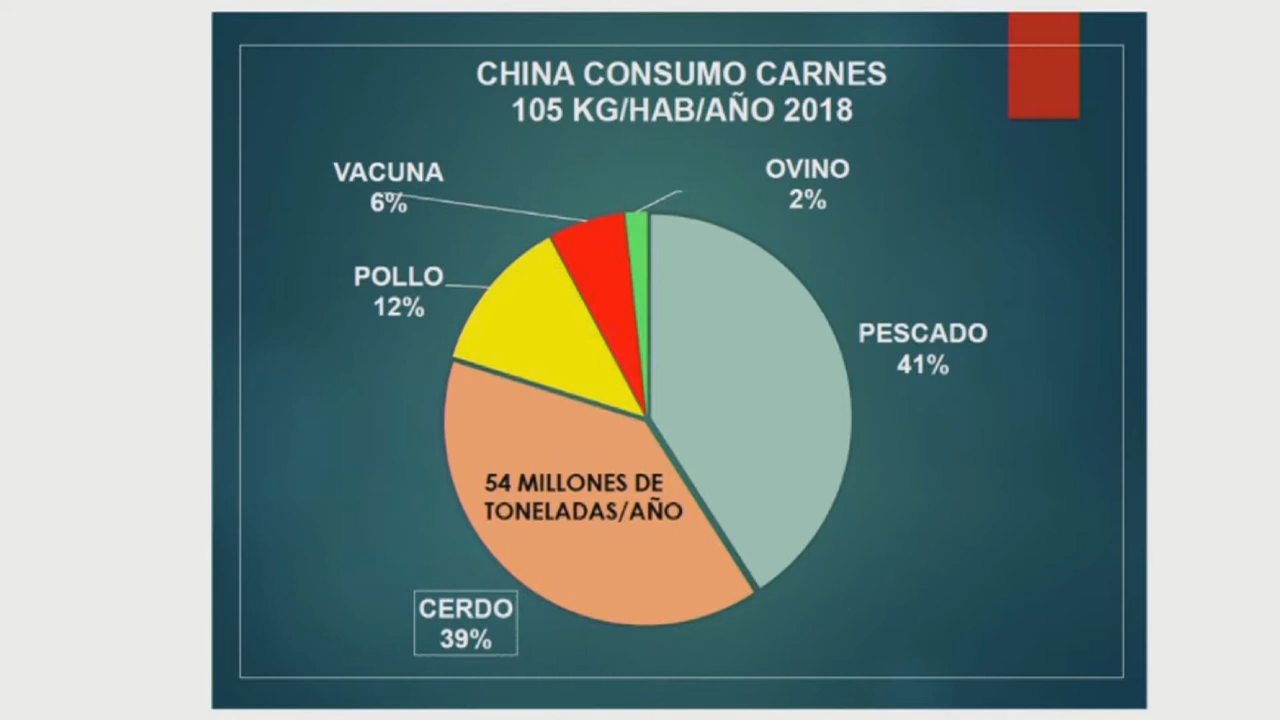 CHINA CONSUMO CARNES
105 KG/HAB/AÑO 2018
VACUNA
6%
OVINO
2%
POLLO
12%
PESCADO
41%
54 MILLONES DE
TONELADAS/AÑO
CERDO
39%